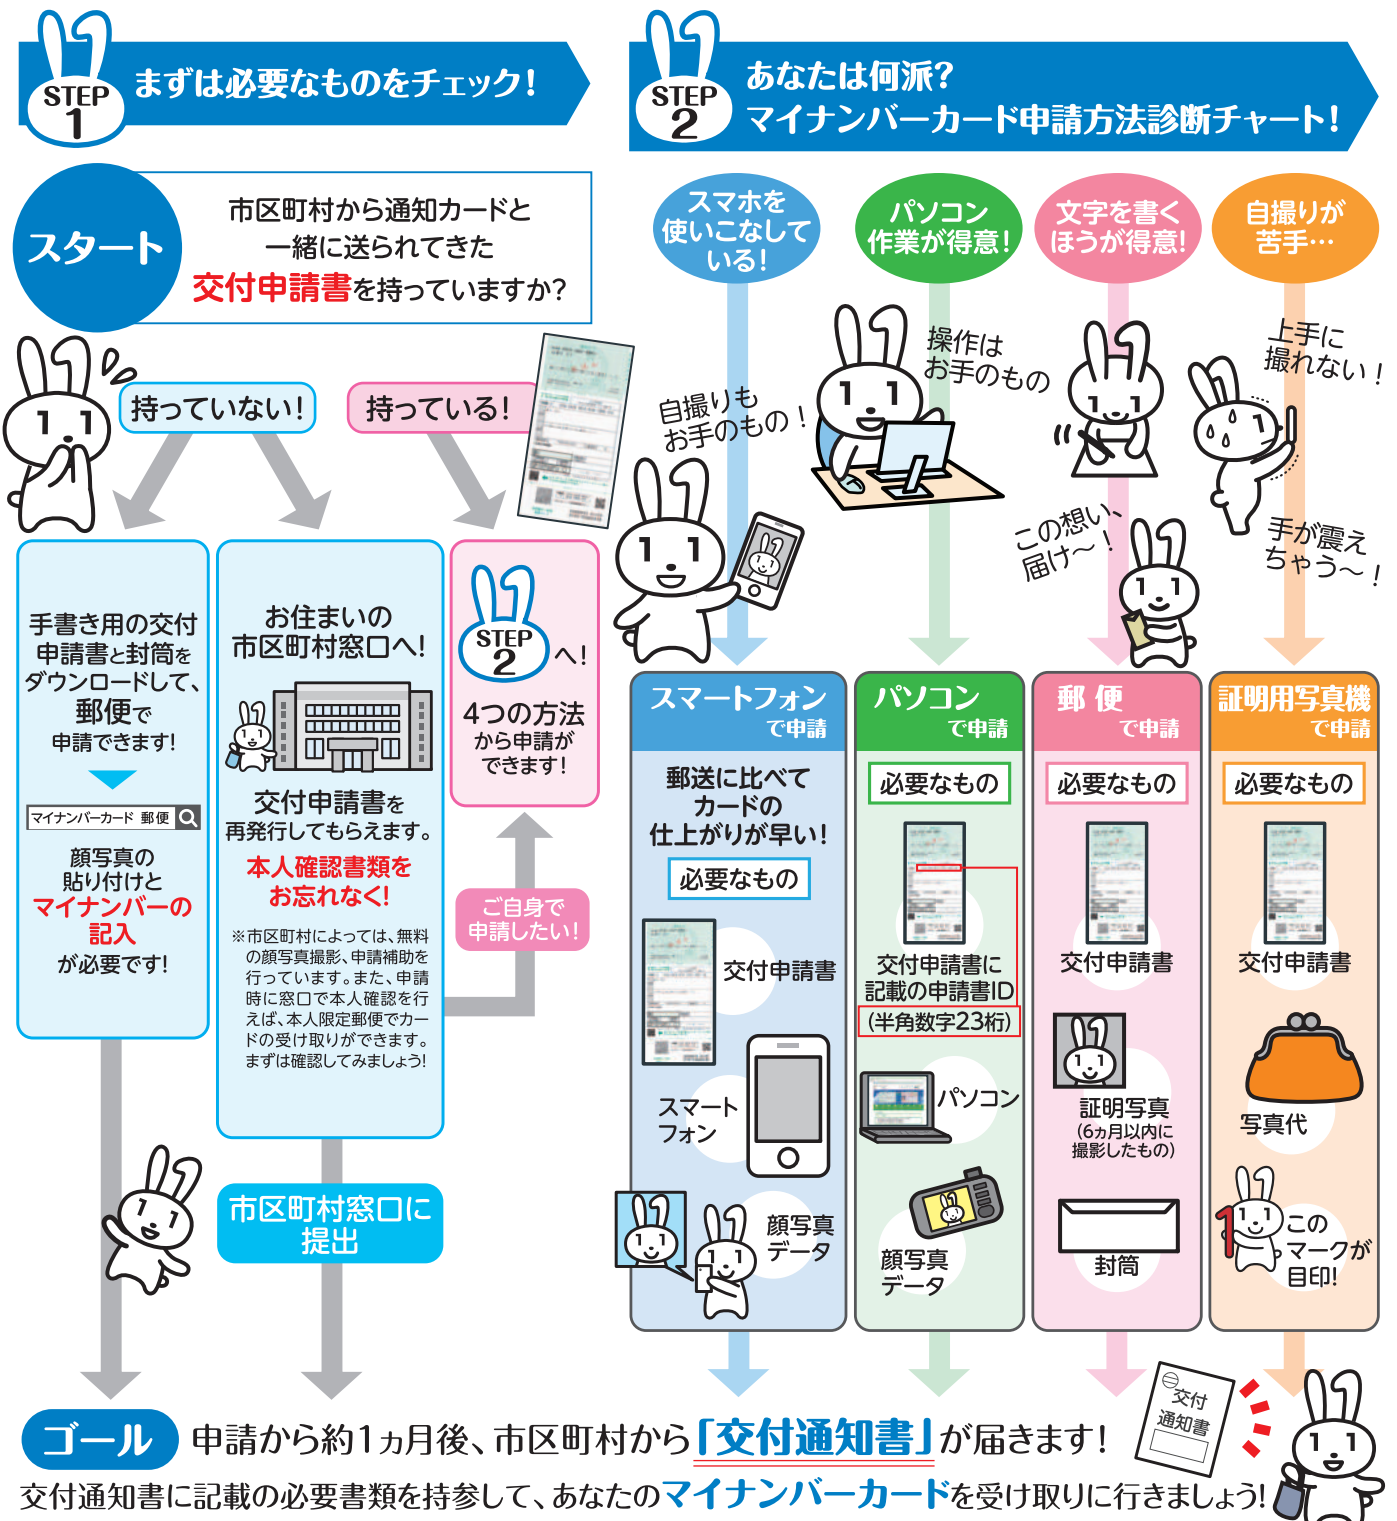 STEP
1
まずは必要なものをチェック!
スタート
市区町村から通知カードと
一緒に送られてきた
交付申請書を持っていますか?
持っていない!
持っている!
手書き用の交付
申請書と封筒を
ダウンロードして、
郵便で
申請できます!
マイナンバーカード 郵便
顔写真の
貼り付けと
マイナンバーの
記入
が必要です!
お住まいの
市区町村窓口へ!
交付申請書を
再発行してもらえます。
本人確認書類を
お忘れなく!
※市区町村によっては、無料
の顔写真撮影、申請補助を
行っています。また、申請
時に窓口で本人確認を行
えば、本人限定郵便でカー
ドの受け取りができます。
まずは確認してみましょう!
STEP
2
へ!
4つの方法
から申請が
できます!
ご自身で
申請したい!
市区町村窓口に
提出
STEP
2
あなたは何派?
マイナンバーカード申請方法診断チャート!
スマホを
使いこなして
いる!
自撮りも
お手のもの!
スマートフォン
で申請
郵送に比べて
カードの
仕上がりが早い!
必要なもの
交付申請書
スマート
フォン
顔写真
データ
パソコン
作業が得意!
操作は
お手のもの
パソコン
で申請
必要なもの
交付申請書に
記載の申請書ID
(半角数字23桁)
パソコン
顔写真
データ
文字を書く
ほうが得意!
この想い、
届け〜!
郵便
で申請
必要なもの
交付申請書
証明写真
(6ヵ月以内に
撮影したもの)
封筒
自撮りが
苦手…
上手に
撮れない!
手が震え
ちゃう〜!
証明用写真機
で申請
必要なもの
交付申請書
写真代
この
マークが
目印!
交付
通知書
ゴール
申請から約1ヵ月後、市区町村から「交付通知書」が届きます!
交付通知書に記載の必要書類を持参して、あなたのマイナンバーカードを受け取りに行きましょう!